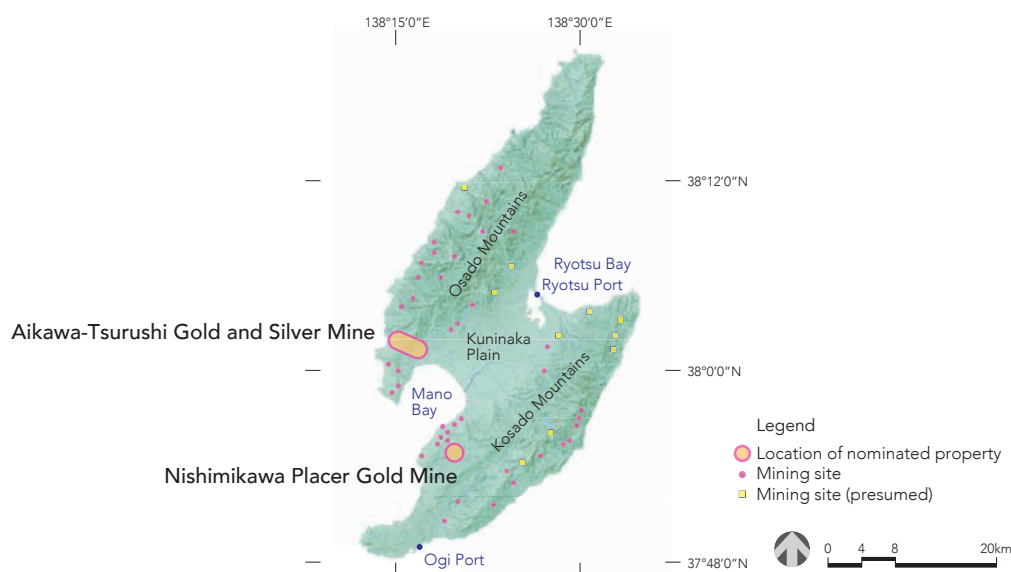 138°15’0”E
138°30’0”E
38°12’0”N
Osado Mountains
Ryotsu Bay
Ryotsu Port
Aikawa-Tsurushi Gold and Silver Mine
Kuninaka
Plain
38°0’0”N
Mano
Bay
Kosado Mountains
Nishimikawa Placer Gold Mine
Ogi Port
37°48’0”N
Legend
Location of nominated property
Mining site
Mining site (presumed)
0 4 8 20km